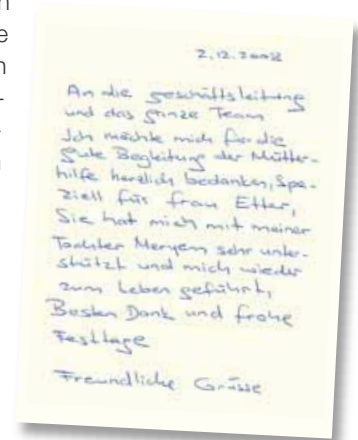 2.12.2008
An die geschäftsleitung
und das ganze Team
Ich möchte mich für die
gute Begleitung der Mütter-
hilfe herzlich bedanken, Spe-
ziell für frau Etter,
Sie hat mich mit meiner
Tochter Meryem sehr unter-
stützt und mich wieder
zum Leben geführt,
Besten Dank und frohe
Festtage
Freundliche Grüsse